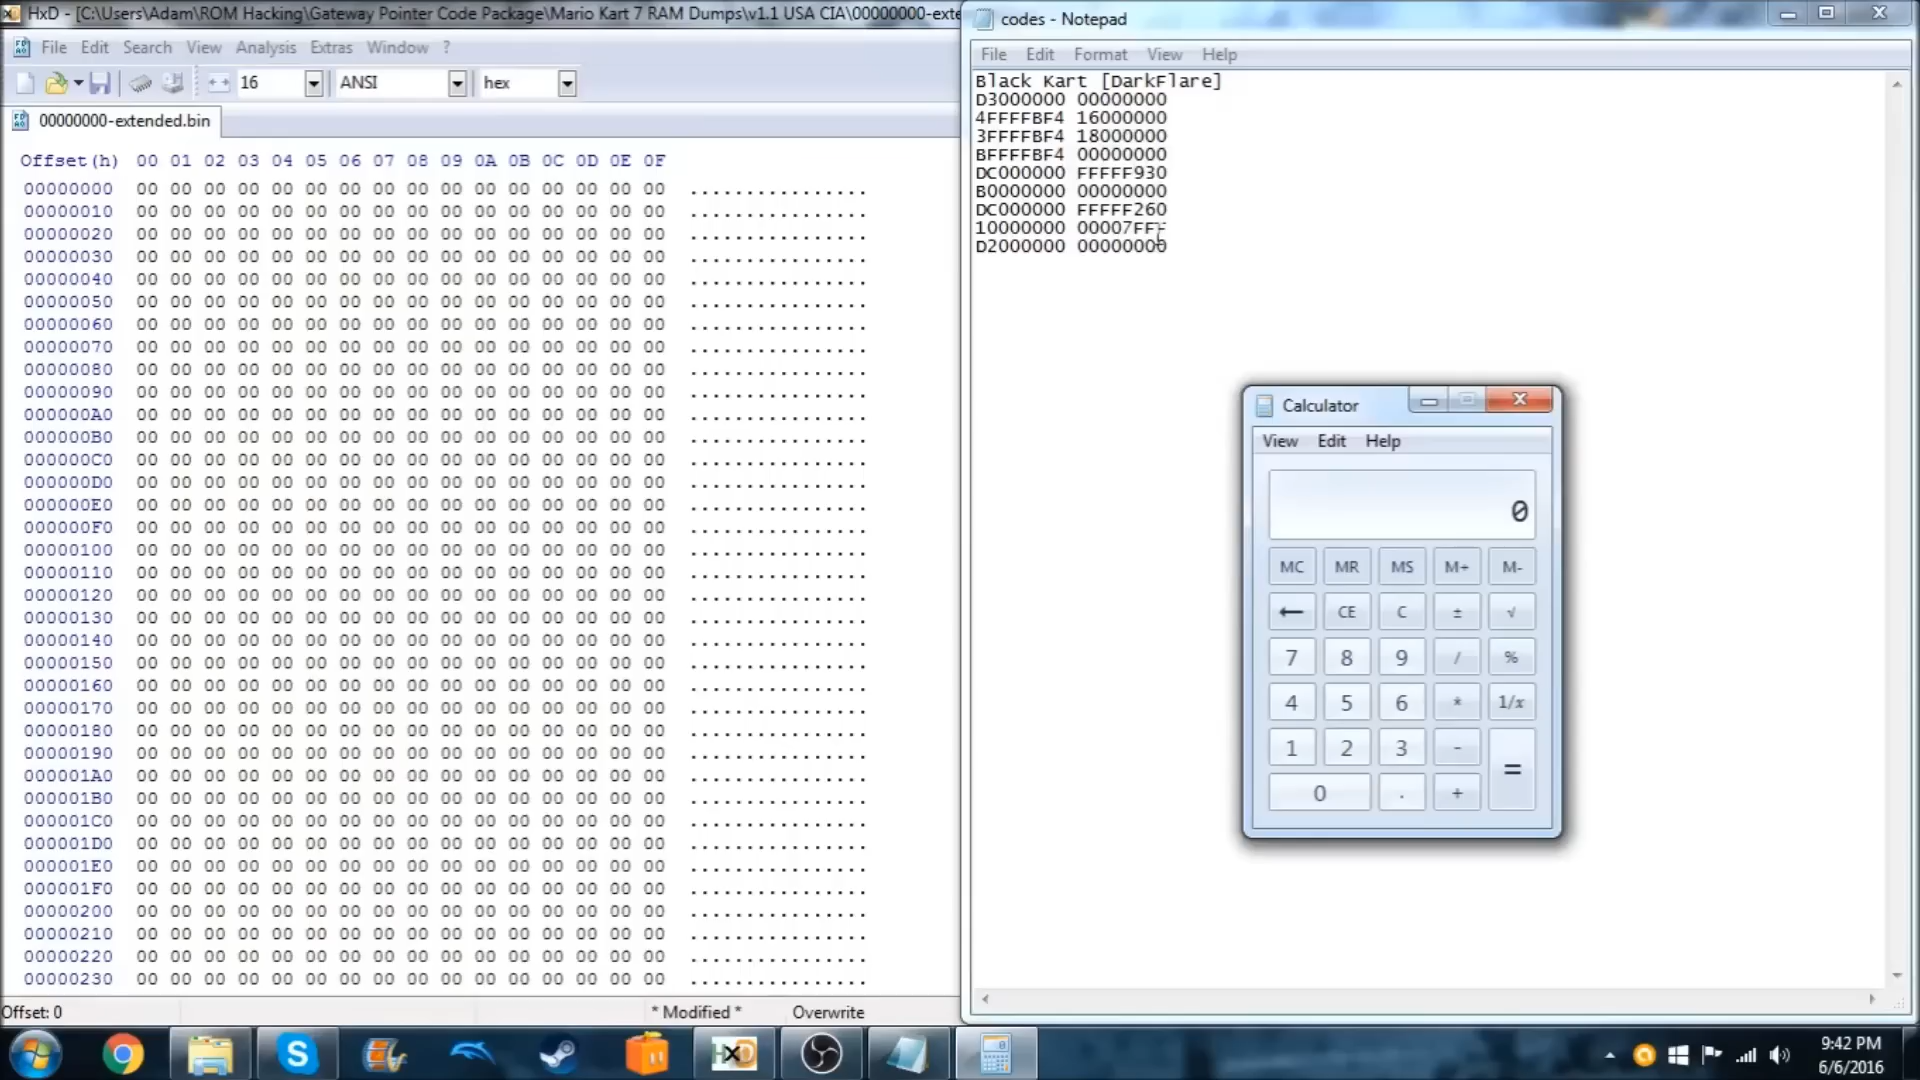 HxD - [C:\Users\Adam\ROM Hacking\Gateway Pointer Code Package\Mario Kart 7 RAM Dumps\v1.1 USA CIA\00000000-exte
File Edit Search View Analysis Extras Window ?
16 ANSI hex
00000000-extended.bin
Offset(h) 00 01 02 03 04 05 06 07 08 09 0A 0B 0C 0D 0E 0F
00000000 00 00 00 00 00 00 00 00 00 00 00 00 00 00 00 00 ................
00000010 00 00 00 00 00 00 00 00 00 00 00 00 00 00 00 00 ................
00000020 00 00 00 00 00 00 00 00 00 00 00 00 00 00 00 00 ................
00000030 00 00 00 00 00 00 00 00 00 00 00 00 00 00 00 00 ................
00000040 00 00 00 00 00 00 00 00 00 00 00 00 00 00 00 00 ................
00000050 00 00 00 00 00 00 00 00 00 00 00 00 00 00 00 00 ................
00000060 00 00 00 00 00 00 00 00 00 00 00 00 00 00 00 00 ................
00000070 00 00 00 00 00 00 00 00 00 00 00 00 00 00 00 00 ................
00000080 00 00 00 00 00 00 00 00 00 00 00 00 00 00 00 00 ................
00000090 00 00 00 00 00 00 00 00 00 00 00 00 00 00 00 00 ................
000000A0 00 00 00 00 00 00 00 00 00 00 00 00 00 00 00 00 ................
000000B0 00 00 00 00 00 00 00 00 00 00 00 00 00 00 00 00 ................
000000C0 00 00 00 00 00 00 00 00 00 00 00 00 00 00 00 00 ................
000000D0 00 00 00 00 00 00 00 00 00 00 00 00 00 00 00 00 ................
000000E0 00 00 00 00 00 00 00 00 00 00 00 00 00 00 00 00 ................
000000F0 00 00 00 00 00 00 00 00 00 00 00 00 00 00 00 00 ................
00000100 00 00 00 00 00 00 00 00 00 00 00 00 00 00 00 00 ................
00000110 00 00 00 00 00 00 00 00 00 00 00 00 00 00 00 00 ................
00000120 00 00 00 00 00 00 00 00 00 00 00 00 00 00 00 00 ................
00000130 00 00 00 00 00 00 00 00 00 00 00 00 00 00 00 00 ................
00000140 00 00 00 00 00 00 00 00 00 00 00 00 00 00 00 00 ................
00000150 00 00 00 00 00 00 00 00 00 00 00 00 00 00 00 00 ................
00000160 00 00 00 00 00 00 00 00 00 00 00 00 00 00 00 00 ................
00000170 00 00 00 00 00 00 00 00 00 00 00 00 00 00 00 00 ................
00000180 00 00 00 00 00 00 00 00 00 00 00 00 00 00 00 00 ................
00000190 00 00 00 00 00 00 00 00 00 00 00 00 00 00 00 00 ................
000001A0 00 00 00 00 00 00 00 00 00 00 00 00 00 00 00 00 ................
000001B0 00 00 00 00 00 00 00 00 00 00 00 00 00 00 00 00 ................
000001C0 00 00 00 00 00 00 00 00 00 00 00 00 00 00 00 00 ................
000001D0 00 00 00 00 00 00 00 00 00 00 00 00 00 00 00 00 ................
000001E0 00 00 00 00 00 00 00 00 00 00 00 00 00 00 00 00 ................
000001F0 00 00 00 00 00 00 00 00 00 00 00 00 00 00 00 00 ................
00000200 00 00 00 00 00 00 00 00 00 00 00 00 00 00 00 00 ................
00000210 00 00 00 00 00 00 00 00 00 00 00 00 00 00 00 00 ................
00000220 00 00 00 00 00 00 00 00 00 00 00 00 00 00 00 00 ................
00000230 00 00 00 00 00 00 00 00 00 00 00 00 00 00 00 00 ................
Offset: 0 * Modified * Overwrite
codes - Notepad
File Edit Format View Help
Black Kart [DarkFlare]
D3000000 00000000
4FFFFBF4 16000000
3FFFFBF4 18000000
BFFFFBF4 00000000
DC000000 FFFFF930
B0000000 00000000
DC000000 FFFFF260
10000000 00007FFF
D2000000 00000000
Calculator
View Edit Help
0
MC MR MS M+ M-
← CE C ± √
7 8 9 / %
4 5 6 * 1/x
1 2 3 - =
0 . +
9:42 PM
6/6/2016